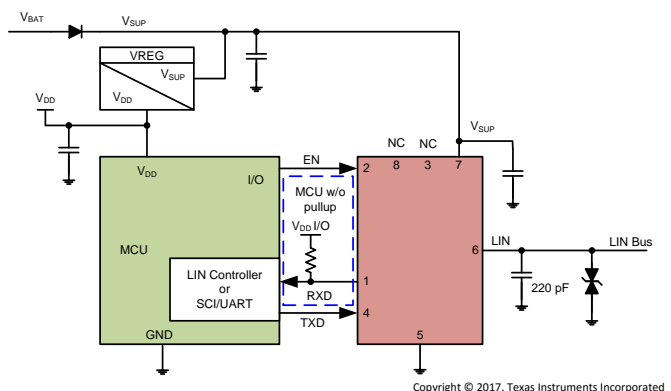 VBAT
VSUP
VREG
VSUP
VDD
VDD
VSUP
NC
NC
EN
2
8
3
7
VDD
I/O
MCU w/o
pullup
VDD I/O
MCU
LIN
LIN Bus
6
LIN Controller
or
SCI/UART
1
RXD
220 pF
4
TXD
GND
5
Copyright © 2017, Texas Instruments Incorporated